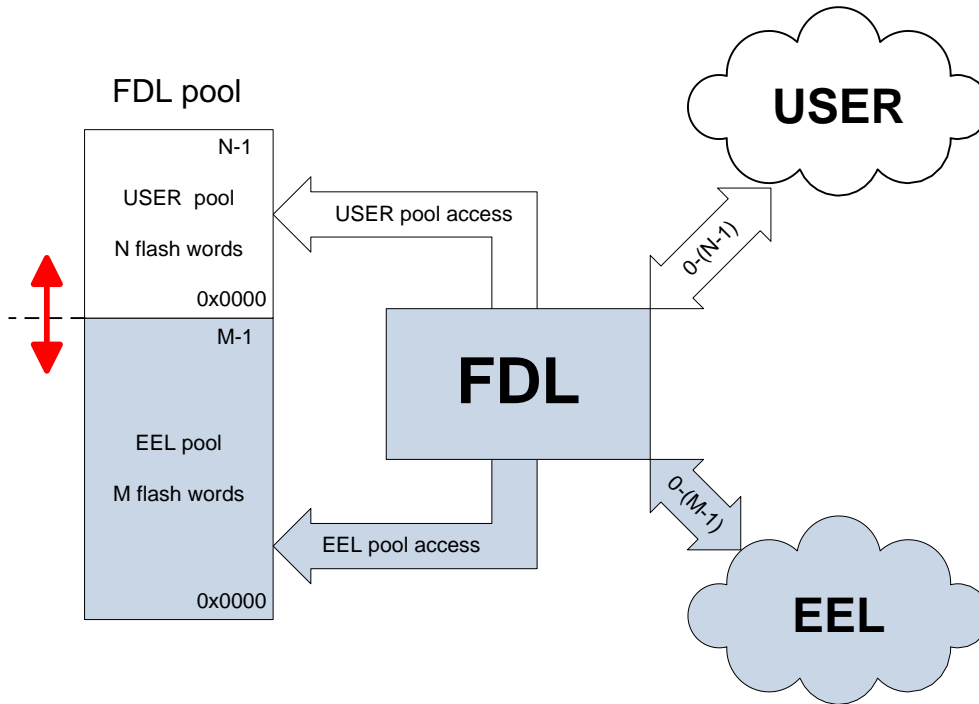 FDL pool
N-1
USER pool
N flash words
0x0000
M-1
EEL pool
M flash words
0x0000
USER pool access
EEL pool access
FDL
USER
0-(N-1)
0-(M-1)
EEL